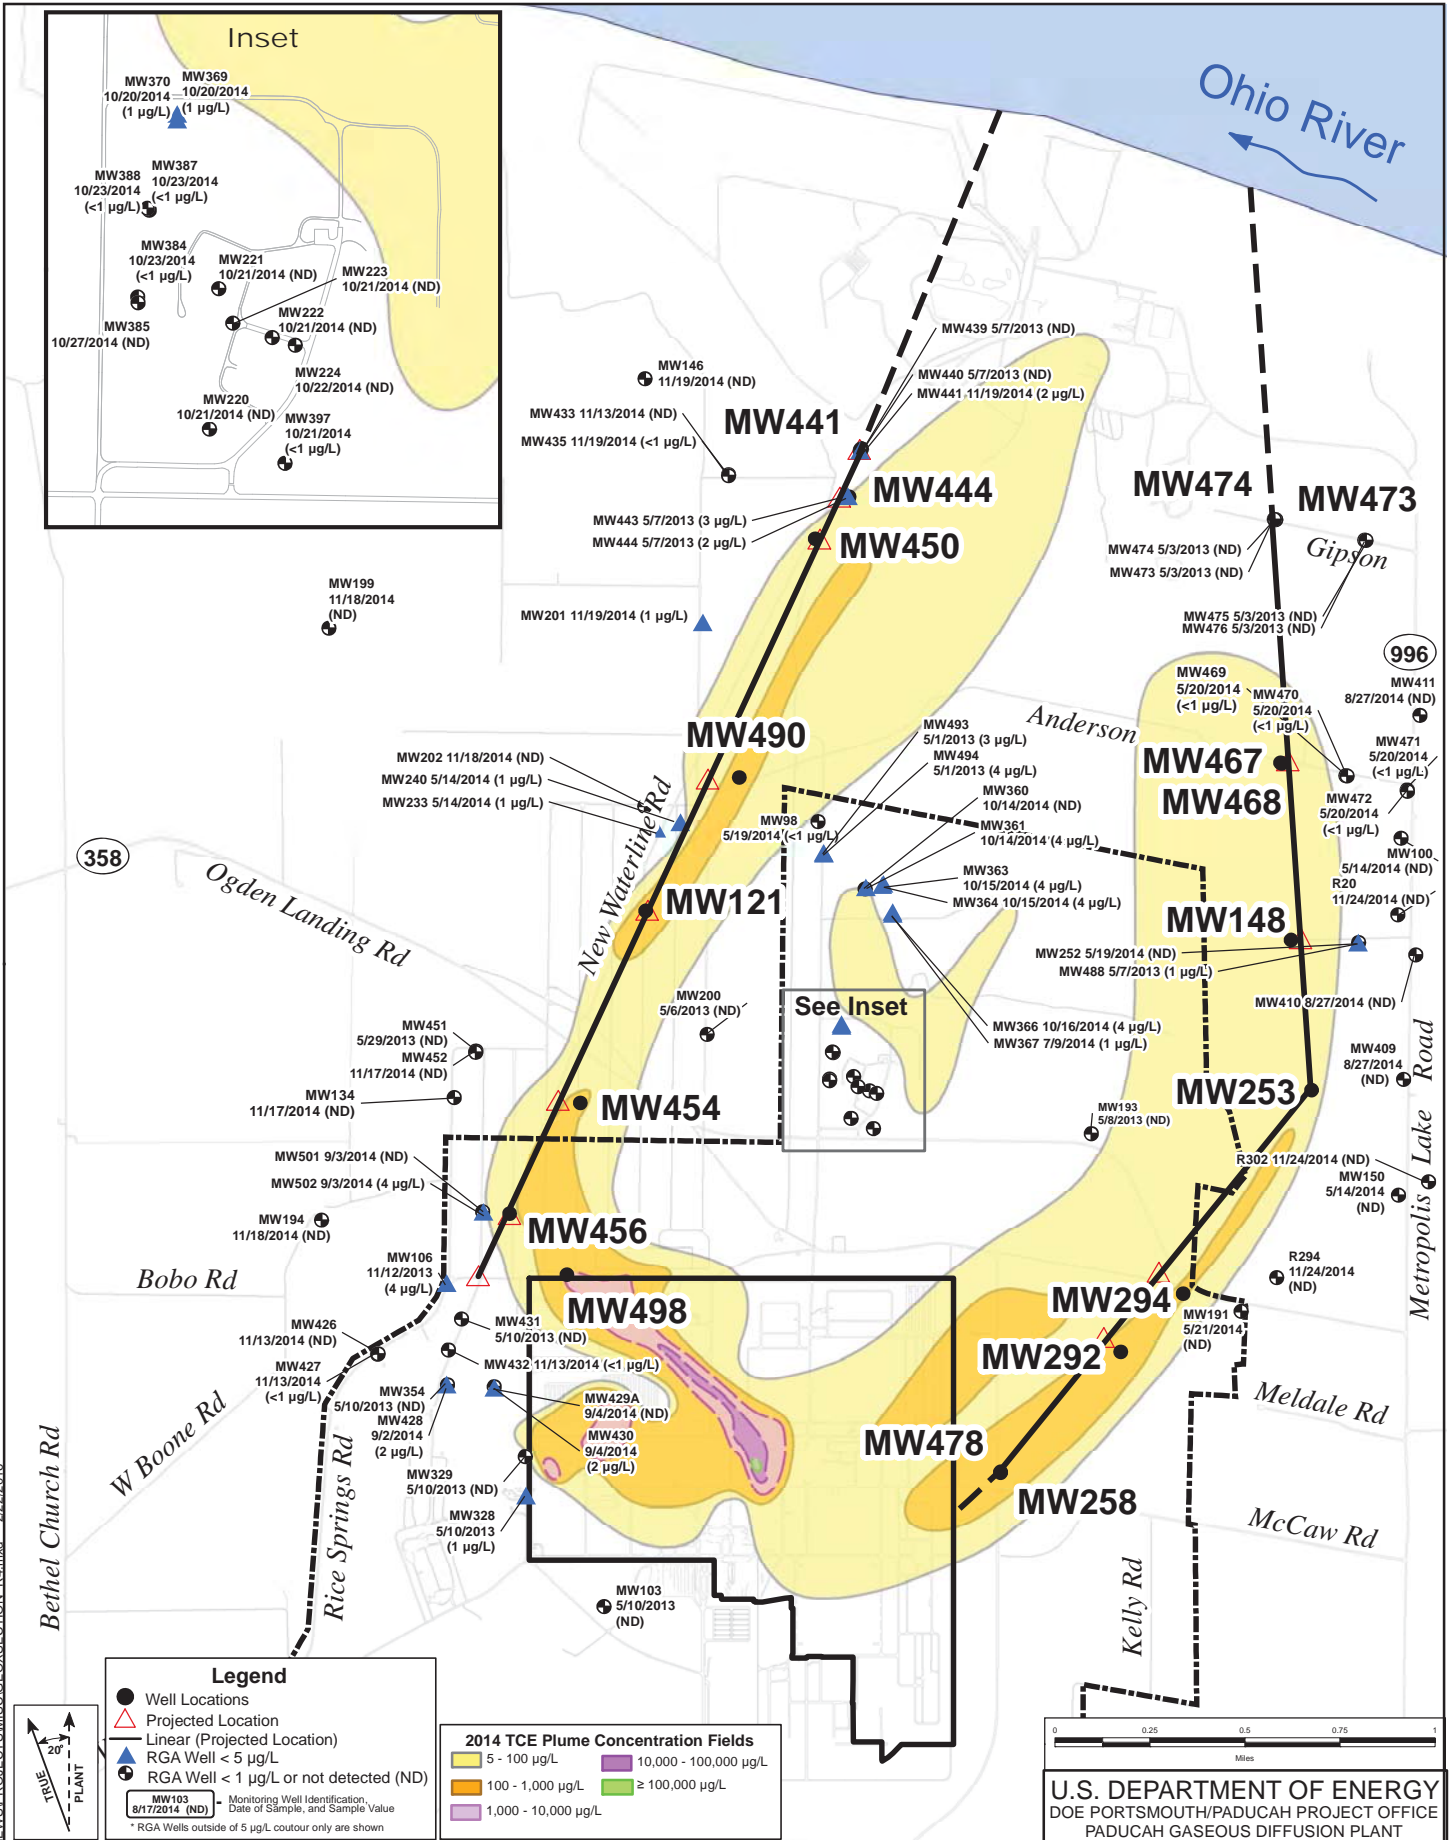 Inset
MW370
10/20/2014
(1 µg/L)
MW369
10/20/2014
(1 µg/L)
MW388
10/23/2014
(<1 µg/L)
MW387
10/23/2014
(<1 µg/L)
MW384
10/23/2014
(<1 µg/L)
MW221
10/21/2014 (ND)
MW223
10/21/2014 (ND)
MW385
10/27/2014 (ND)
MW222
10/21/2014 (ND)
MW224
10/22/2014 (ND)
MW220
10/21/2014 (ND)
MW397
10/21/2014
(<1 µg/L)
Ohio River
MW439 5/7/2013 (ND)
MW146
11/19/2014 (ND)
MW440 5/7/2013 (ND)
MW441 11/19/2014 (2 µg/L)
MW433 11/13/2014 (ND)
MW435 11/19/2014 (<1 µg/L)
MW441
MW444
MW443 5/7/2013 (3 µg/L)
MW444 5/7/2013 (2 µg/L)
MW450
MW474
MW473
MW474 5/3/2013 (ND)
MW473 5/3/2013 (ND)
Gipson
MW475 5/3/2013 (ND)
MW476 5/3/2013 (ND)
MW199
11/18/2014
(ND)
MW201 11/19/2014 (1 µg/L)
996
MW469
5/20/2014
(<1 µg/L)
MW470
5/20/2014
(<1 µg/L)
MW411
8/27/2014 (ND)
MW471
5/20/2014
(<1 µg/L)
MW472
5/20/2014
(<1 µg/L)
MW100
5/14/2014 (ND)
R20
11/24/2014 (ND)
Anderson
MW490
MW493
5/1/2013 (3 µg/L)
MW494
5/1/2013 (4 µg/L)
MW360
10/14/2014 (ND)
MW361
10/14/2014 (4 µg/L)
MW363
10/15/2014 (4 µg/L)
MW364 10/15/2014 (4 µg/L)
MW202 11/18/2014 (ND)
MW240 5/14/2014 (1 µg/L)
MW233 5/14/2014 (1 µg/L)
MW98
5/19/2014 (<1 µg/L)
MW467
MW468
358
Ogden Landing Rd
New Waterline Rd
MW121
MW148
MW252 5/19/2014 (ND)
MW488 5/7/2013 (1 µg/L)
MW410 8/27/2014 (ND)
MW200
5/6/2013 (ND)
See Inset
MW366 10/16/2014 (4 µg/L)
MW367 7/9/2014 (1 µg/L)
MW451
5/29/2013 (ND)
MW452
11/17/2014 (ND)
MW134
11/17/2014 (ND)
MW409
8/27/2014
(ND)
MW253
MW454
MW193
5/8/2013 (ND)
Metropolis Lake Road
R302 11/24/2014 (ND)
MW150
5/14/2014
(ND)
MW501 9/3/2014 (ND)
MW502 9/3/2014 (4 µg/L)
MW194
11/18/2014 (ND)
MW456
MW106
11/12/2013
(4 µg/L)
Bobo Rd
R294
11/24/2014
(ND)
MW498
MW294
MW191
5/21/2014
(ND)
MW292
MW431
5/10/2013 (ND)
MW426
11/13/2014 (ND)
MW432 11/13/2014 (<1 µg/L)
MW427
11/13/2014
(<1 µg/L)
MW354
5/10/2013 (ND)
MW428
9/2/2014
(2 µg/L)
MW429A
9/4/2014 (ND)
MW430
9/4/2014
(2 µg/L)
MW478
MW258
MW329
5/10/2013 (ND)
MW328
5/10/2013
(1 µg/L)
Meldale Rd
McCaw Rd
W Boone Rd
Bethel Church Rd
Rice Springs Rd
Kelly Rd
MW103
5/10/2013
(ND)
Legend
Well Locations
Projected Location
Linear (Projected Location)
RGA Well < 5 µg/L
RGA Well < 1 µg/L or not detected (ND)
MW103
8/17/2014 (ND)
- Monitoring Well Identification,
Date of Sample, and Sample Value
* RGA Wells outside of 5 µg/L coutour only are shown
20°
TRUE
PLANT
2014 TCE Plume Concentration Fields
5 - 100 µg/L
100 - 1,000 µg/L
1,000 - 10,000 µg/L
10,000 - 100,000 µg/L
≥ 100,000 µg/L
0 0.25 0.5 0.75 1
Miles
U.S. DEPARTMENT OF ENERGY
DOE PORTSMOUTH/PADUCAH PROJECT OFFICE
PADUCAH GASEOUS DIFFUSION PLANT